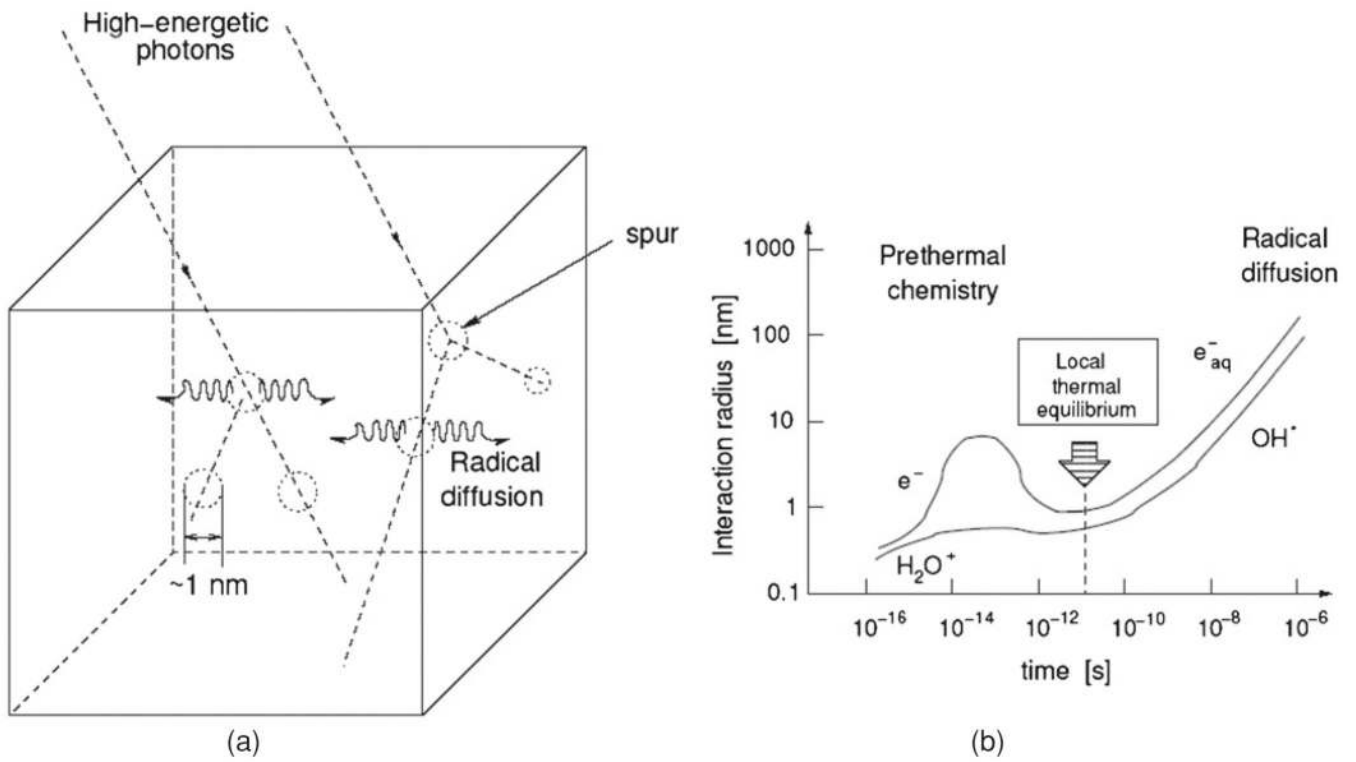 High-energetic
photons
spur
Radical
diffusion
~1 nm
(a)
Interaction radius [nm]
1000
100
10
1
0.1
Prethermal
chemistry
Radical
diffusion
Local
thermal
equilibrium
e⁻
H₂O⁺
e⁻aq
OH˙
10⁻¹⁶
10⁻¹⁴
10⁻¹²
10⁻¹⁰
10⁻⁸
10⁻⁶
time [s]
(b)